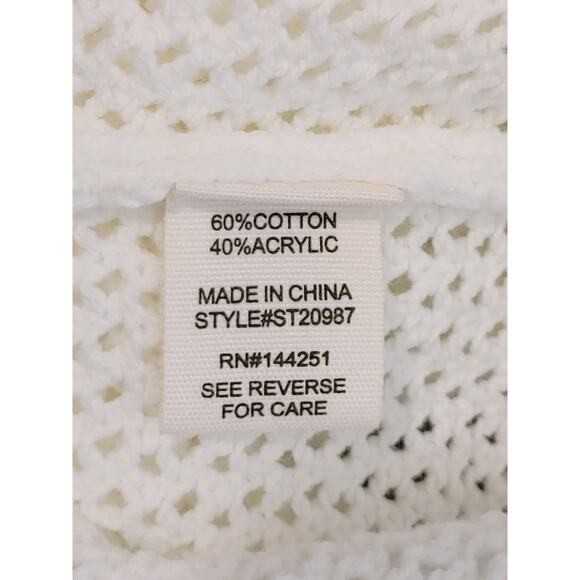 60%COTTON
40%ACRYLIC
MADE IN CHINA
STYLE#ST20987
RN#144251
SEE REVERSE
FOR CARE